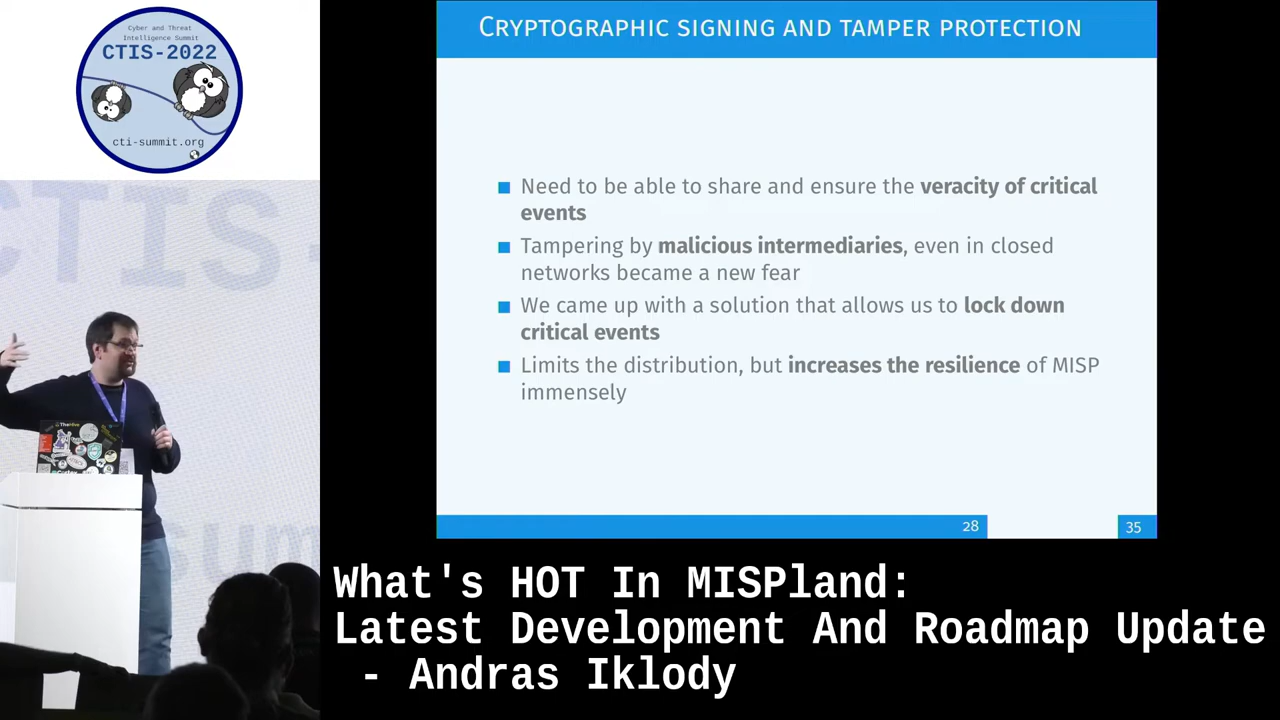 Cyber and Threat
Intelligence Summit
CTIS-2022
cti-summit.org
CRYPTOGRAPHIC SIGNING AND TAMPER PROTECTION
Need to be able to share and ensure the veracity of critical
events
Tampering by malicious intermediaries, even in closed
networks became a new fear
We came up with a solution that allows us to lock down
critical events
Limits the distribution, but increases the resilience of MISP
immensely
28
35
CTIS-
sum
TheHive
What's HOT In MISPland:
Latest Development And Roadmap Update
- Andras Iklody